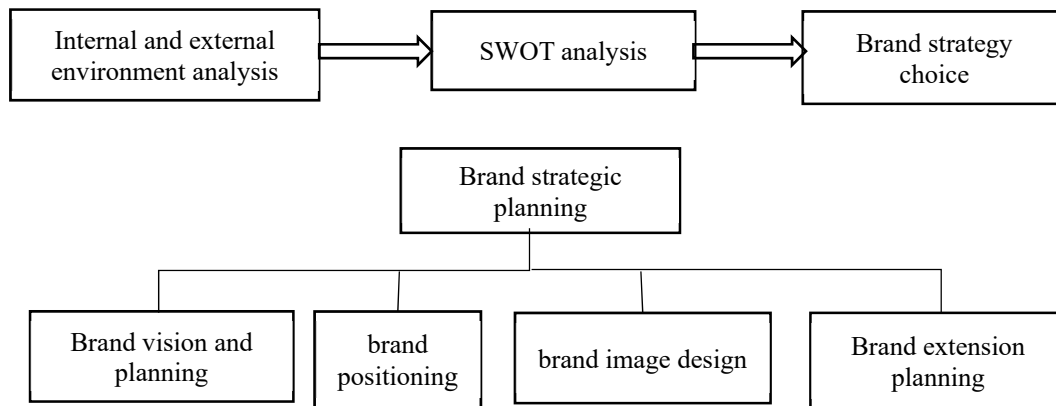 Internal and external
environment analysis
SWOT analysis
Brand strategy
choice
Brand strategic
planning
Brand vision and
planning
brand
positioning
brand image design
Brand extension
planning